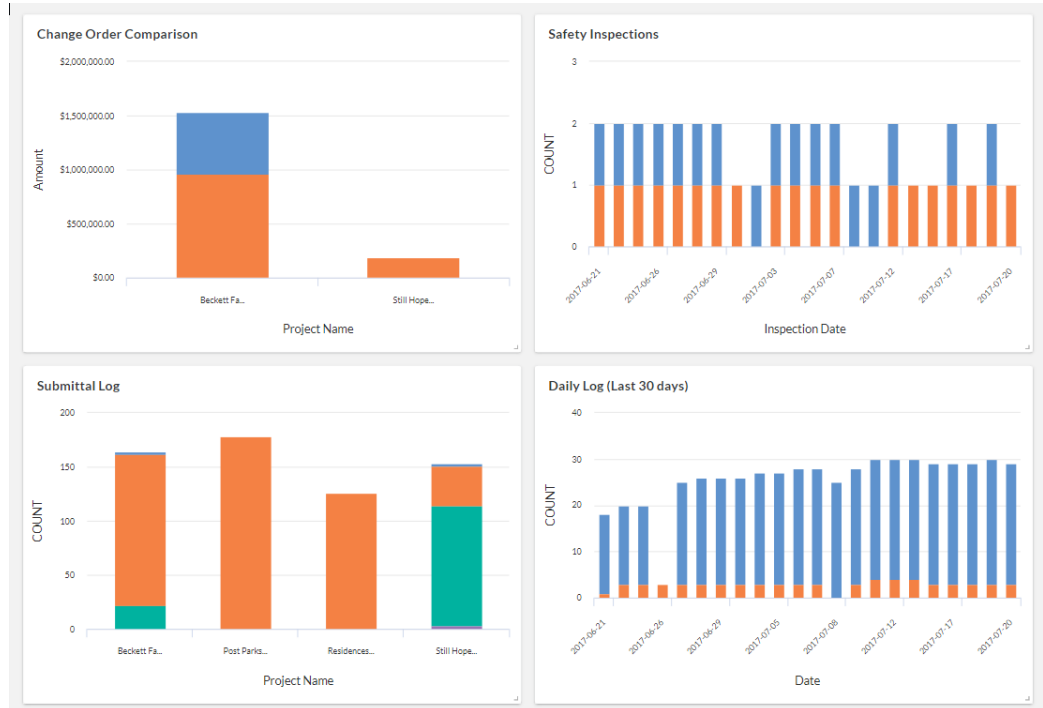 Change Order Comparison
$2,000,000.00
$1,500,000.00
$1,000,000.00
$500,000.00
$0.00
Amount
Beckett Fa...
Still Hope...
Project Name
Safety Inspections
3
2
1
0
COUNT
2017-06-21
2017-06-26
2017-06-29
2017-07-03
2017-07-07
2017-07-12
2017-07-17
2017-07-20
Inspection Date
Submittal Log
200
150
100
50
0
COUNT
Beckett Fa...
Post Parks...
Residences...
Still Hope...
Project Name
Daily Log (Last 30 days)
40
30
20
10
0
COUNT
2017-06-21
2017-06-26
2017-06-29
2017-07-05
2017-07-08
2017-07-12
2017-07-17
2017-07-20
Date